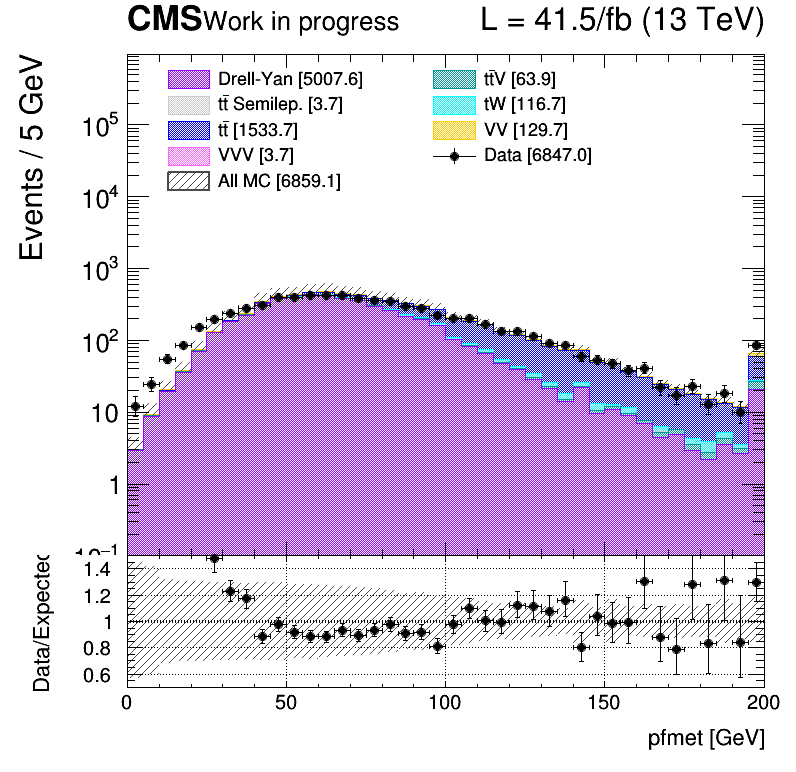 CMS Work in progress L = 41.5/fb (13 TeV)
Events / 5 GeV
Drell-Yan [5007.6]
tt̄ Semilep. [3.7]
tt̄ [1533.7]
VVV [3.7]
All MC [6859.1]
tt̄V [63.9]
tW [116.7]
VV [129.7]
Data [6847.0]
10⁵
10⁴
10³
10²
10
1
10⁻¹
Data/Expected
1.4
1.2
1
0.8
0.6
0 50 100 150 200
pfmet [GeV]